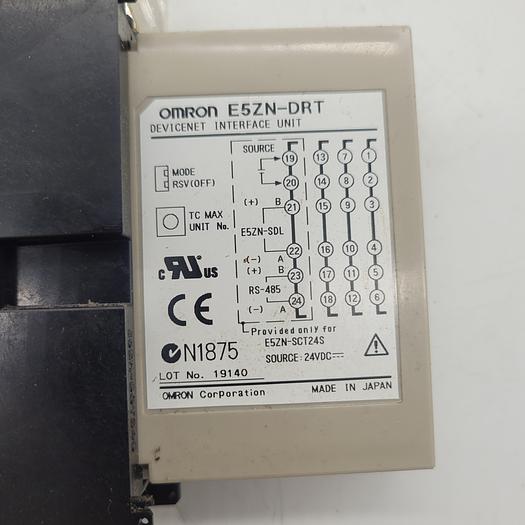 OMRON E5ZN-DRT
DEVICENET INTERFACE UNIT
SOURCE
19 13 7 1
MODE
RSV(OFF)
20 14 8 2
(+) B 21 15 9 3
TC MAX
UNIT No.
E5ZN-SDL
22 16 10 4
(-) A
(+) B 23 17 11 5
RS-485
24 18 12 6
(-) A
c RU US
CE
N1875
Provided only for
E5ZN-SCT24S
SOURCE: 24VDC
LOT No. 19140
OMRON Corporation MADE IN JAPAN